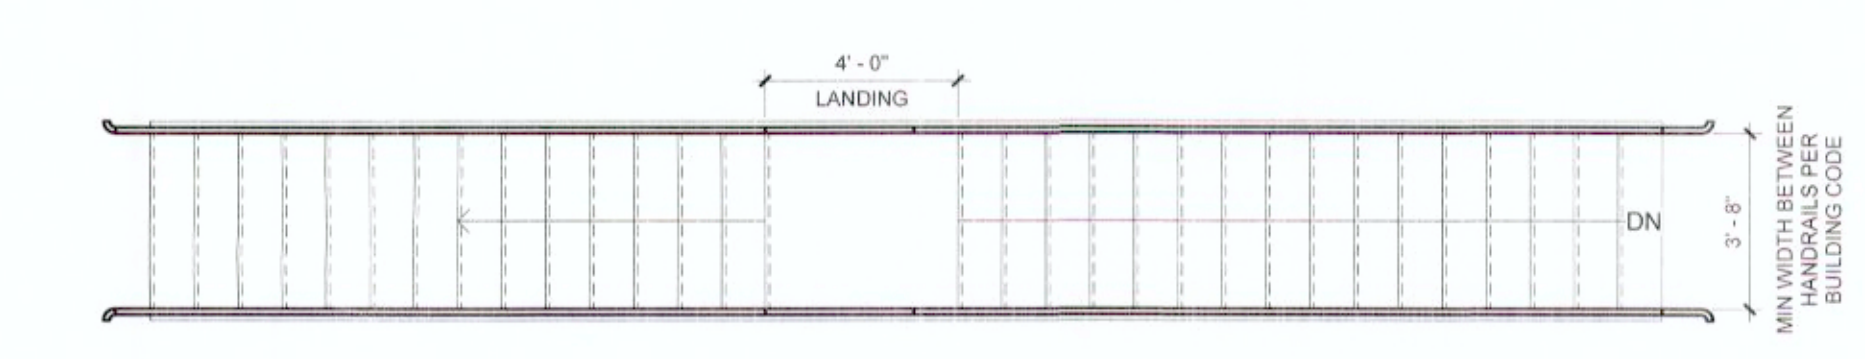 4' - 0"
LANDING
DN
3' - 8"
MIN WIDTH BETWEEN
HANDRAILS PER
BUILDING CODE